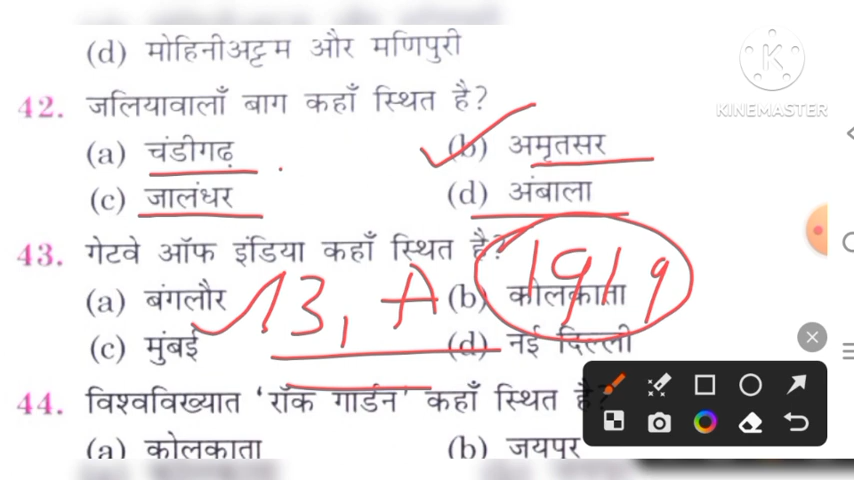 (d) मोहिनीअट्टम और मणिपुरी
42. जलियावालाँ बाग कहाँ स्थित है?
(a) चंडीगढ़ (b) अमृतसर
(c) जालंधर (d) अंबाला
43. गेटवे ऑफ इंडिया कहाँ स्थित है?
(a) बंगलौर (b) कोलकाता
(c) मुंबई (d) नई दिल्ली
13, A 1919
44. विश्वविख्यात ‘रॉक गार्डन’ कहाँ स्थित है?
(a) कोलकाता (b) जयपुर
KINEMASTER